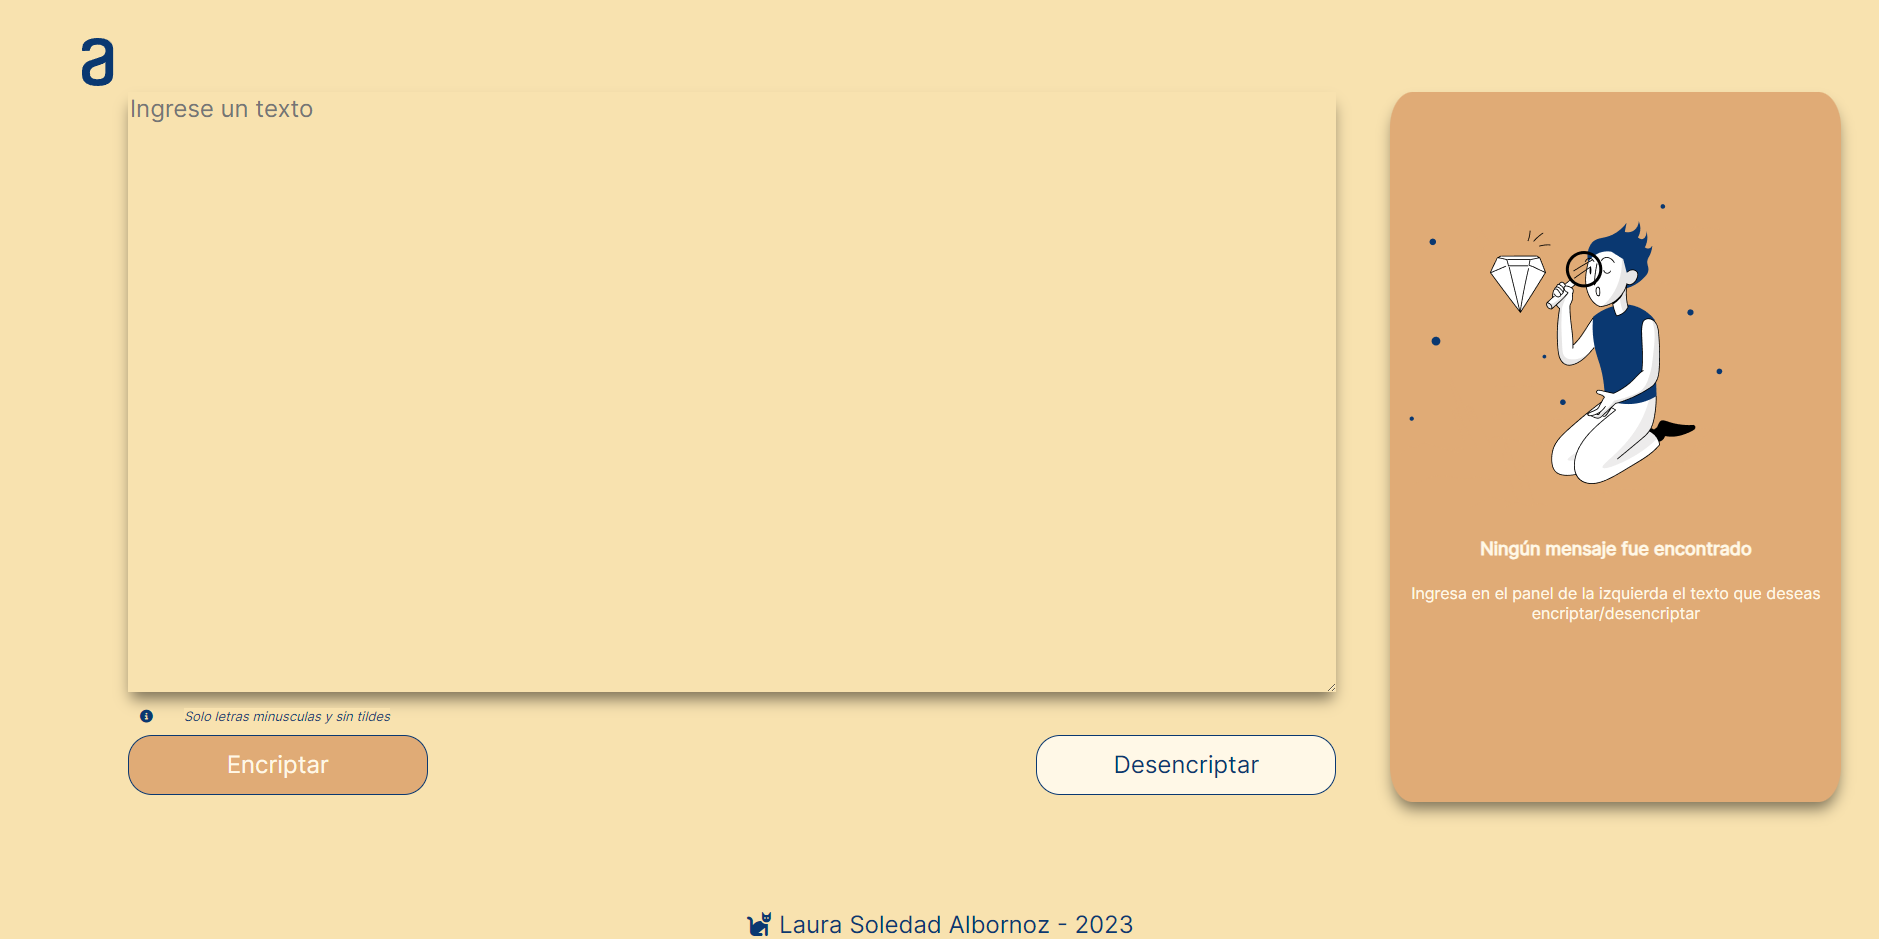 a
Ingrese un texto
Ningún mensaje fue encontrado
Ingresa en el panel de la izquierda el texto que deseas
encriptar/desencriptar
Solo letras minusculas y sin tildes
Encriptar
Desencriptar
Laura Soledad Albornoz - 2023